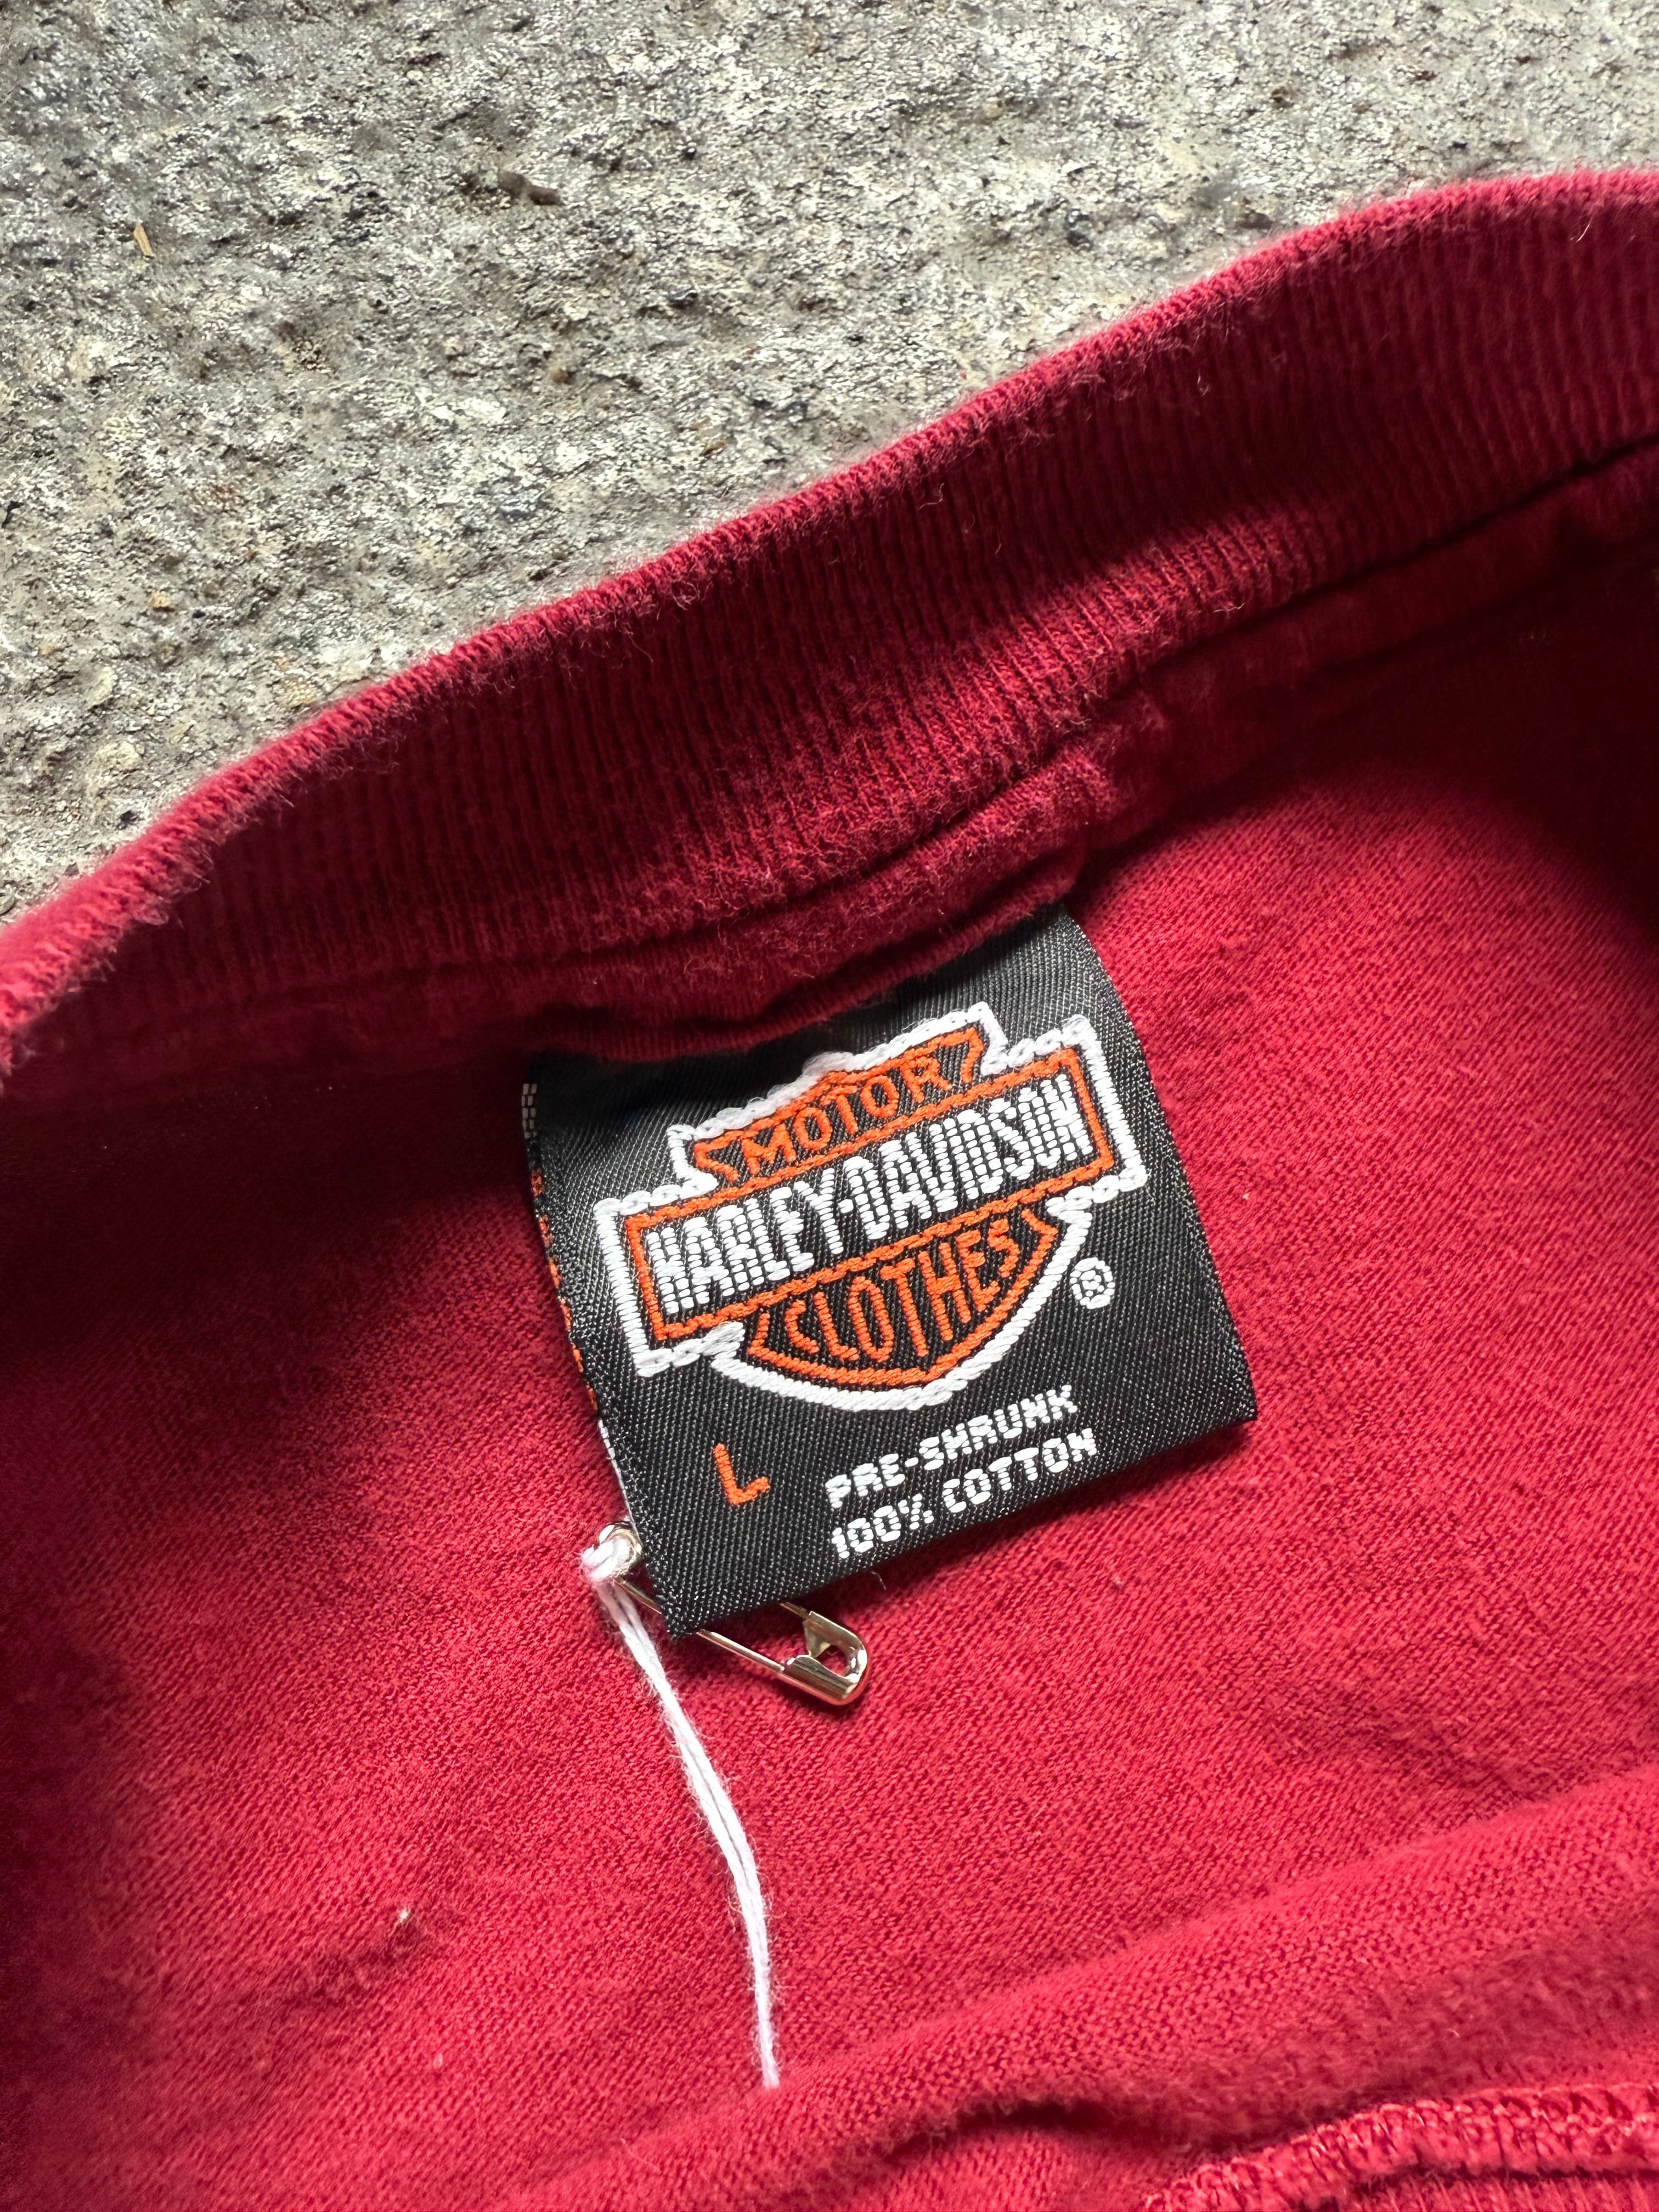 MOTOR
HARLEY-DAVIDSON
CLOTHES
®
L
PRE-SHRUNK
100% COTTON